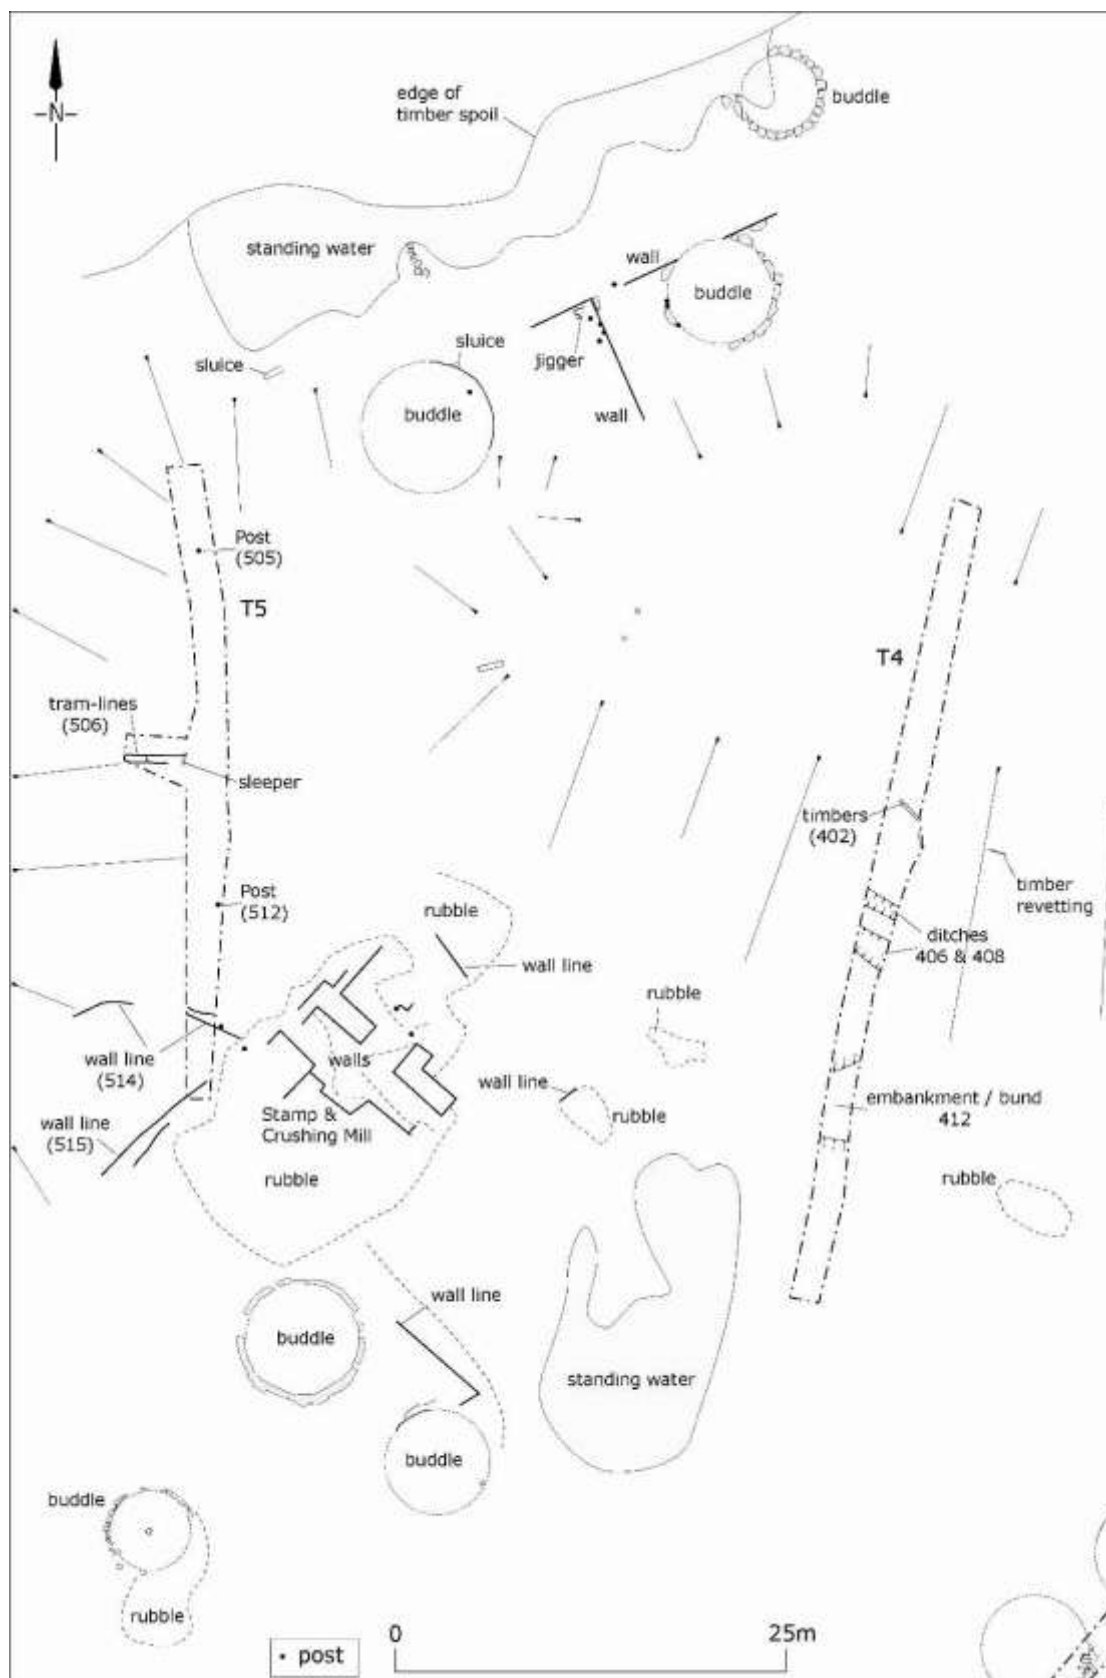 edge of
timber spoil
buddle
-N-
standing water
wall
buddle
sluice
sluice
jigger
buddle
wall
Post
(505)
T5
T4
tram-lines
(506)
sleeper
timbers
(402)
timber
revetting
Post
(512)
rubble
ditches
406 & 408
wall line
rubble
wall line
(514)
walls
wall line
embankment / bund
412
Stamp &
Crushing Mill
rubble
wall line
(515)
rubble
rubble
wall line
buddle
standing water
buddle
buddle
rubble
0
25m
• post